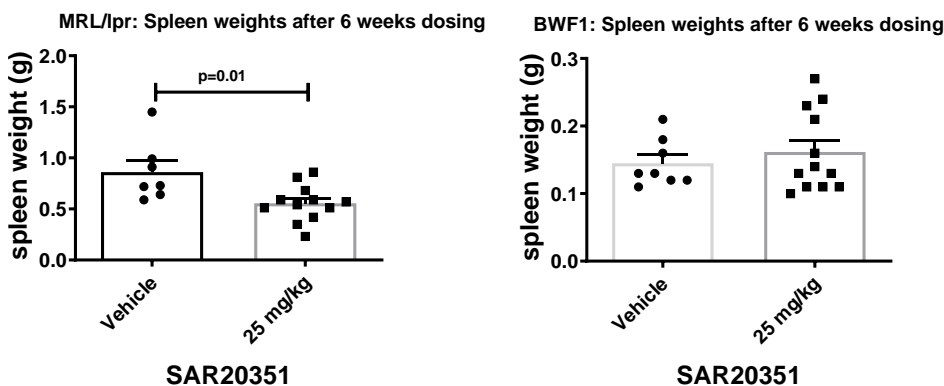 MRL/lpr: Spleen weights after 6 weeks dosing
p=0.01
spleen weight (g)
2.0
1.5
1.0
0.5
0.0
Vehicle
25 mg/kg
SAR20351
BWF1: Spleen weights after 6 weeks dosing
spleen weight (g)
0.3
0.2
0.1
0.0
Vehicle
25 mg/kg
SAR20351